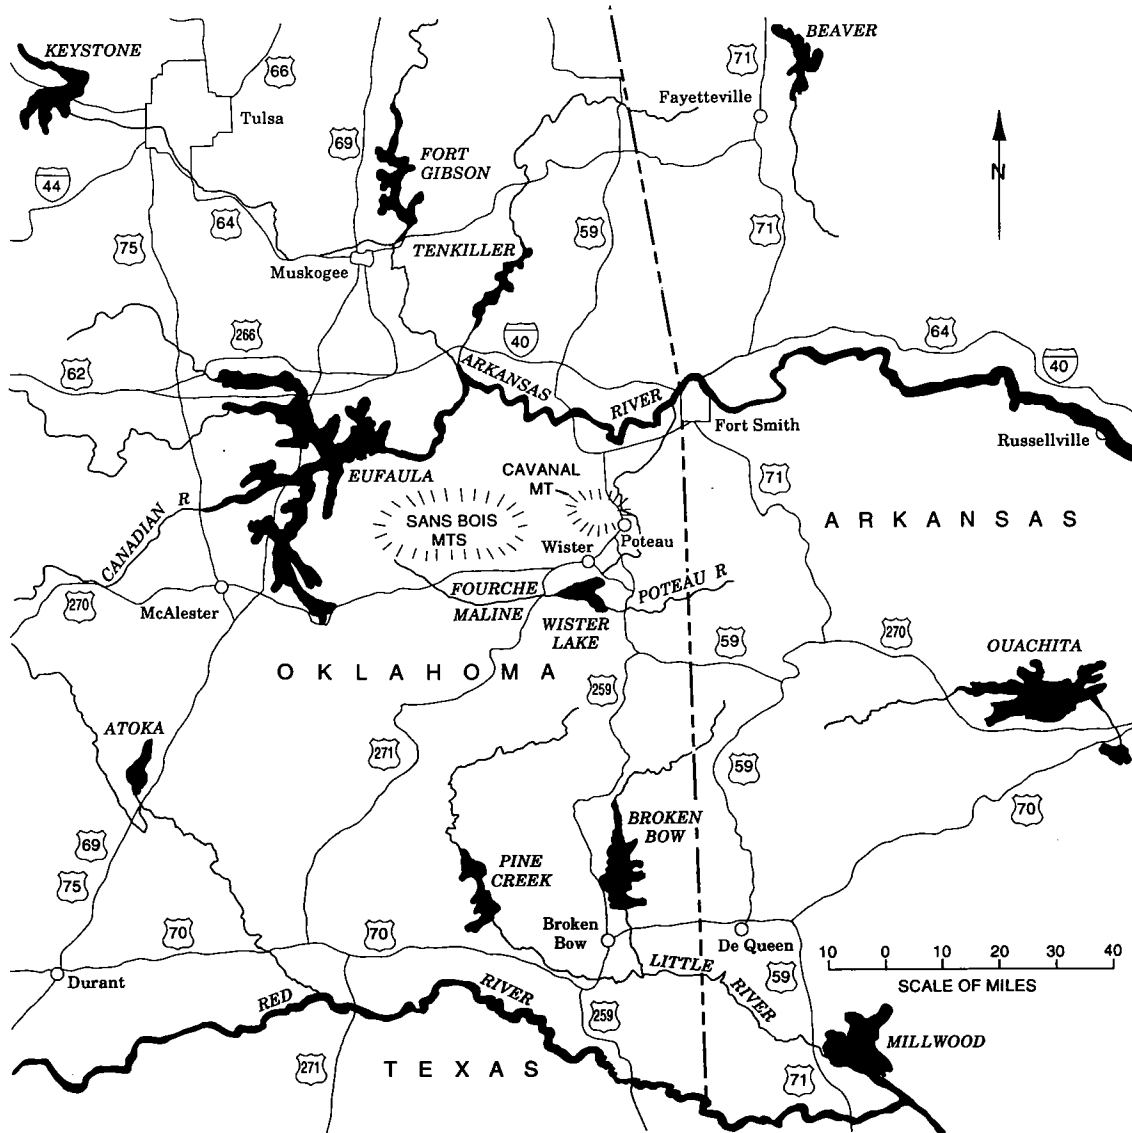 KEYSTONE
BEAVER
66
71
Fayetteville
Tulsa
69
FORT
GIBSON
N
44
64
75
59
71
TENKILLER
Muskogee
266
40
64
62
40
ARKANSAS
RIVER
Fort Smith
Russellville
EUFAULA
CAVANAL
MT
71
CANADIAN R
SANS BOIS
MTS
ARKANSAS
Wister
Poteau
270
McAlester
FOURCHE
MALINE
POTEAU R
WISTER
LAKE
59
270
OUACHITA
OKLAHOMA
259
ATOKA
271
59
70
BROKEN
BOW
69
75
PINE
CREEK
70
70
Broken
Bow
De Queen
LITTLE
RIVER
59
10 0 10 20 30 40
SCALE OF MILES
Durant
RED
RIVER
259
MILLWOOD
271
TEXAS
71